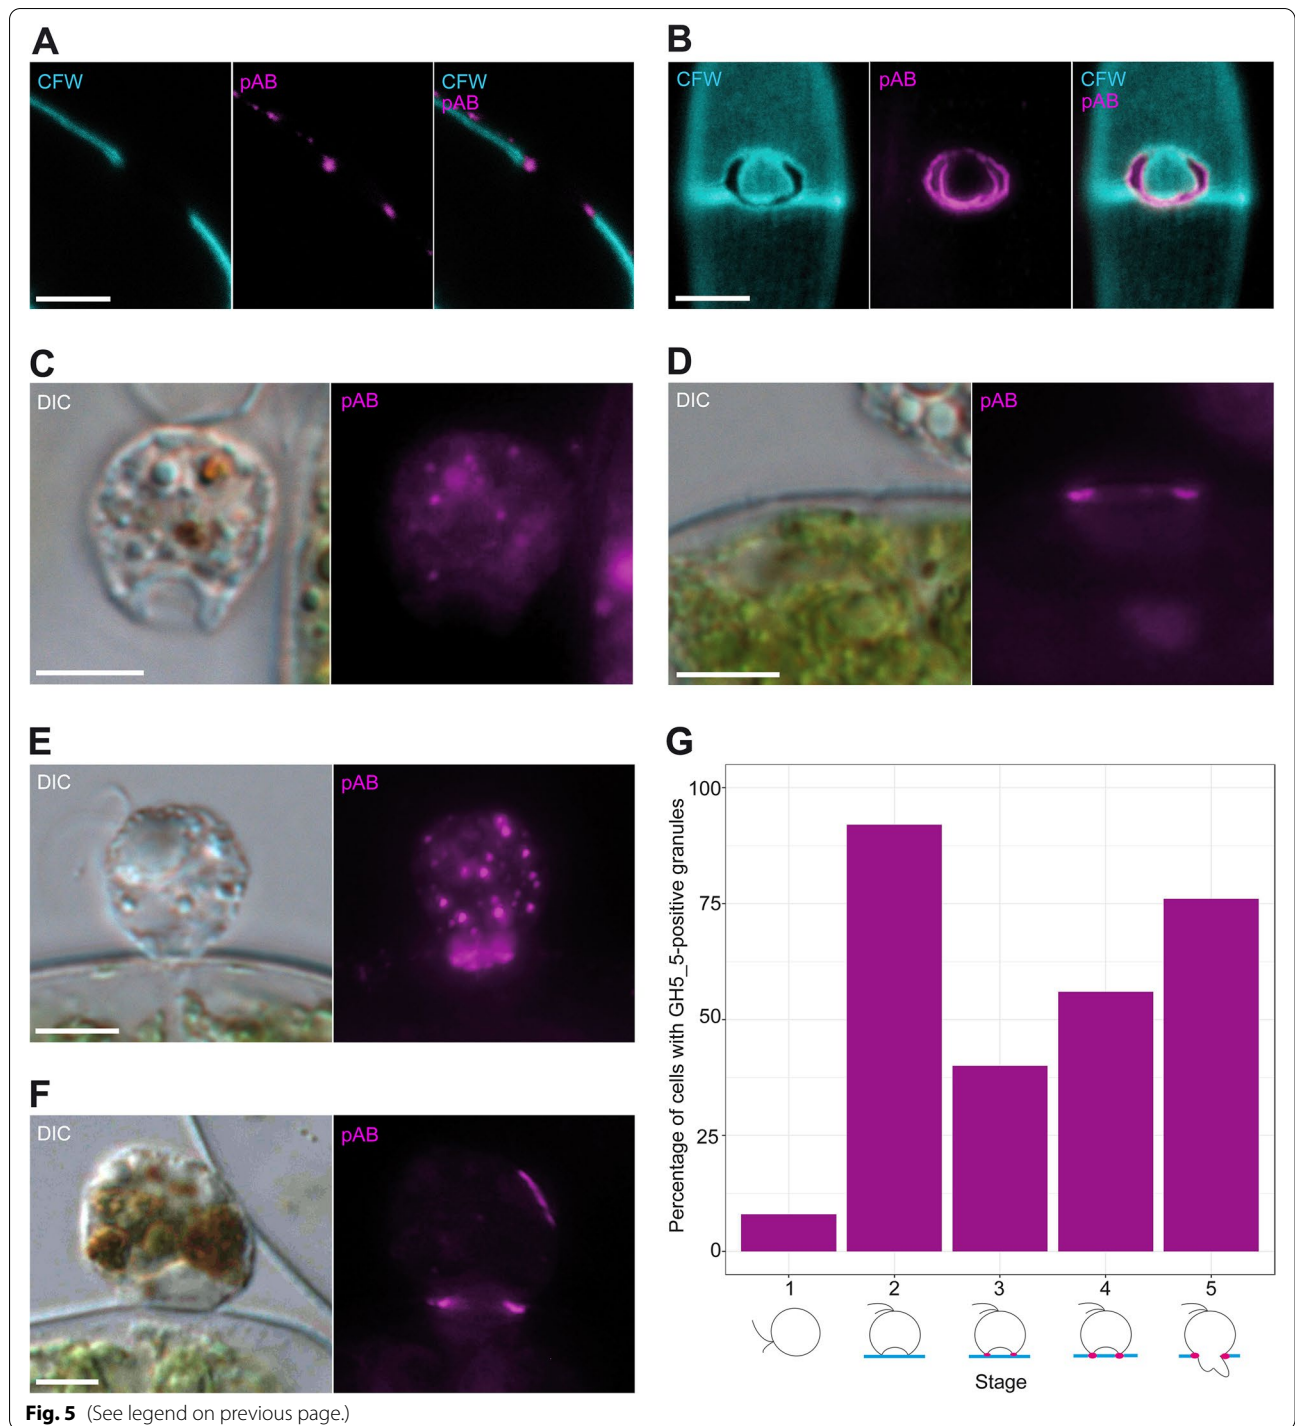 A
CFW
pAB
CFW
pAB
B
CFW
pAB
CFW
pAB
C
DIC
pAB
D
DIC
pAB
E
DIC
pAB
F
DIC
pAB
G
Percentage of cells with GH5_5-positive granules
100
75
50
25
0
1 2 3 4 5
Stage
Fig. 5 (See legend on previous page.)